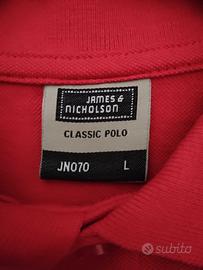 JAMES &
NICHOLSON
CLASSIC POLO
JN070 L
subito